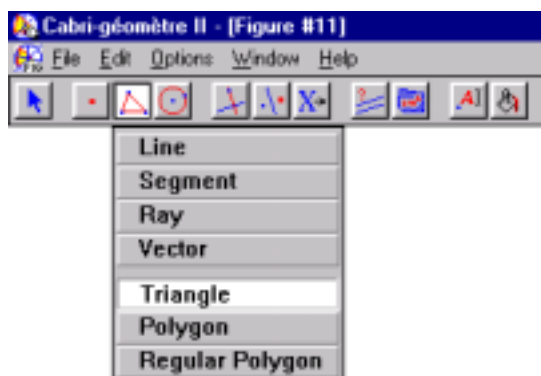 Cabri-géomètre II - [Figure #11]
File Edit Options Window Help
Line
Segment
Ray
Vector
Triangle
Polygon
Regular Polygon